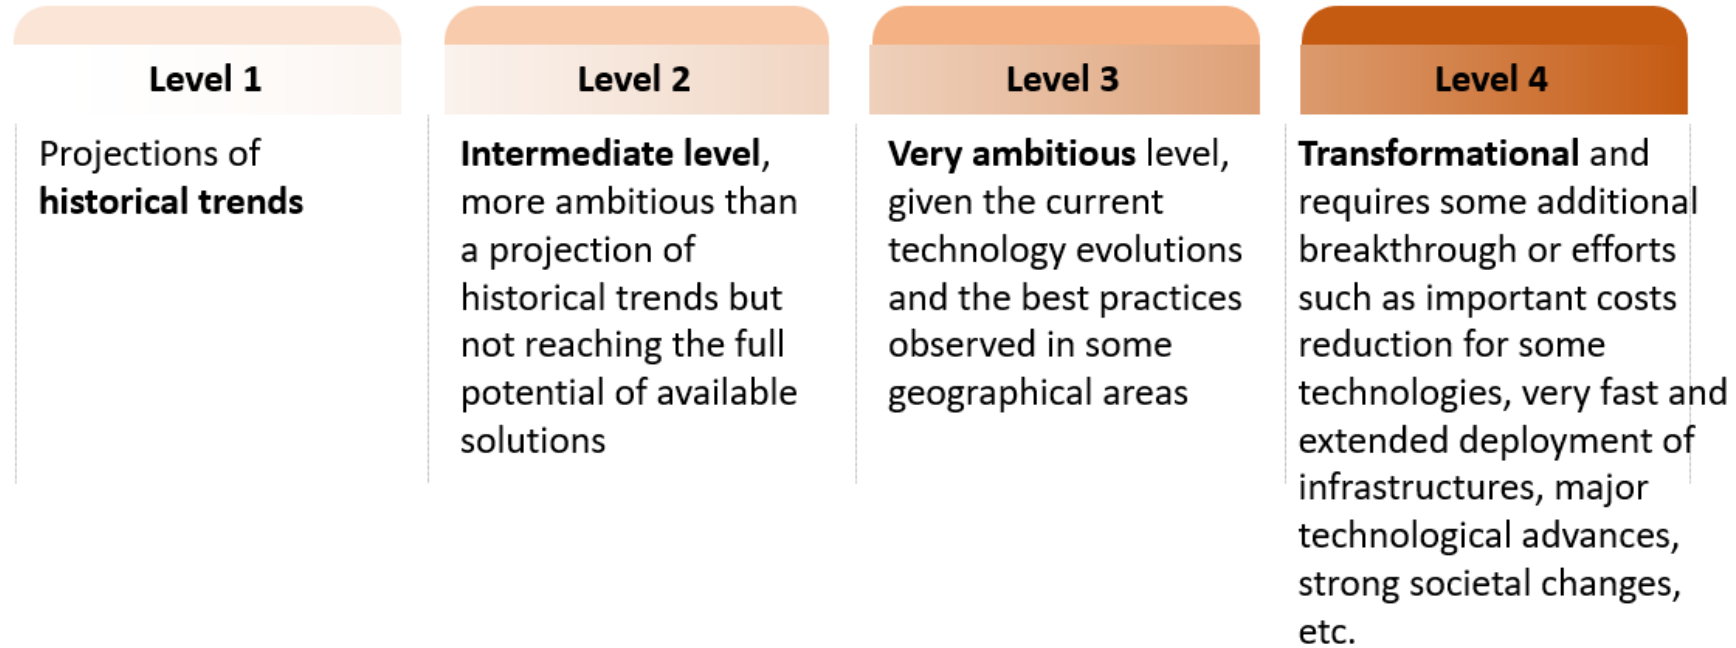 Level 1
Projections of
historical trends
Level 2
Intermediate level,
more ambitious than
a projection of
historical trends but
not reaching the full
potential of available
solutions
Level 3
Very ambitious level,
given the current
technology evolutions
and the best practices
observed in some
geographical areas
Level 4
Transformational and
requires some additional
breakthrough or efforts
such as important costs
reduction for some
technologies, very fast and
extended deployment of
infrastructures, major
technological advances,
strong societal changes,
etc.